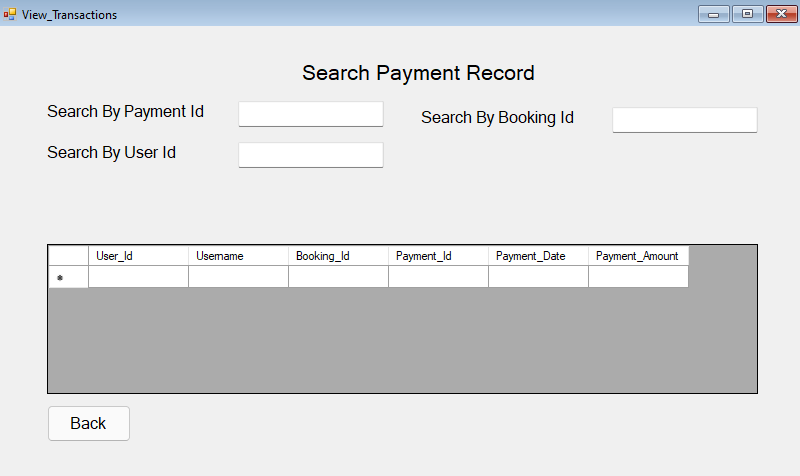 View_Transactions
Search Payment Record
Search By Payment Id
Search By Booking Id
Search By User Id
User_Id Username Booking_Id Payment_Id Payment_Date Payment_Amount
*
Back